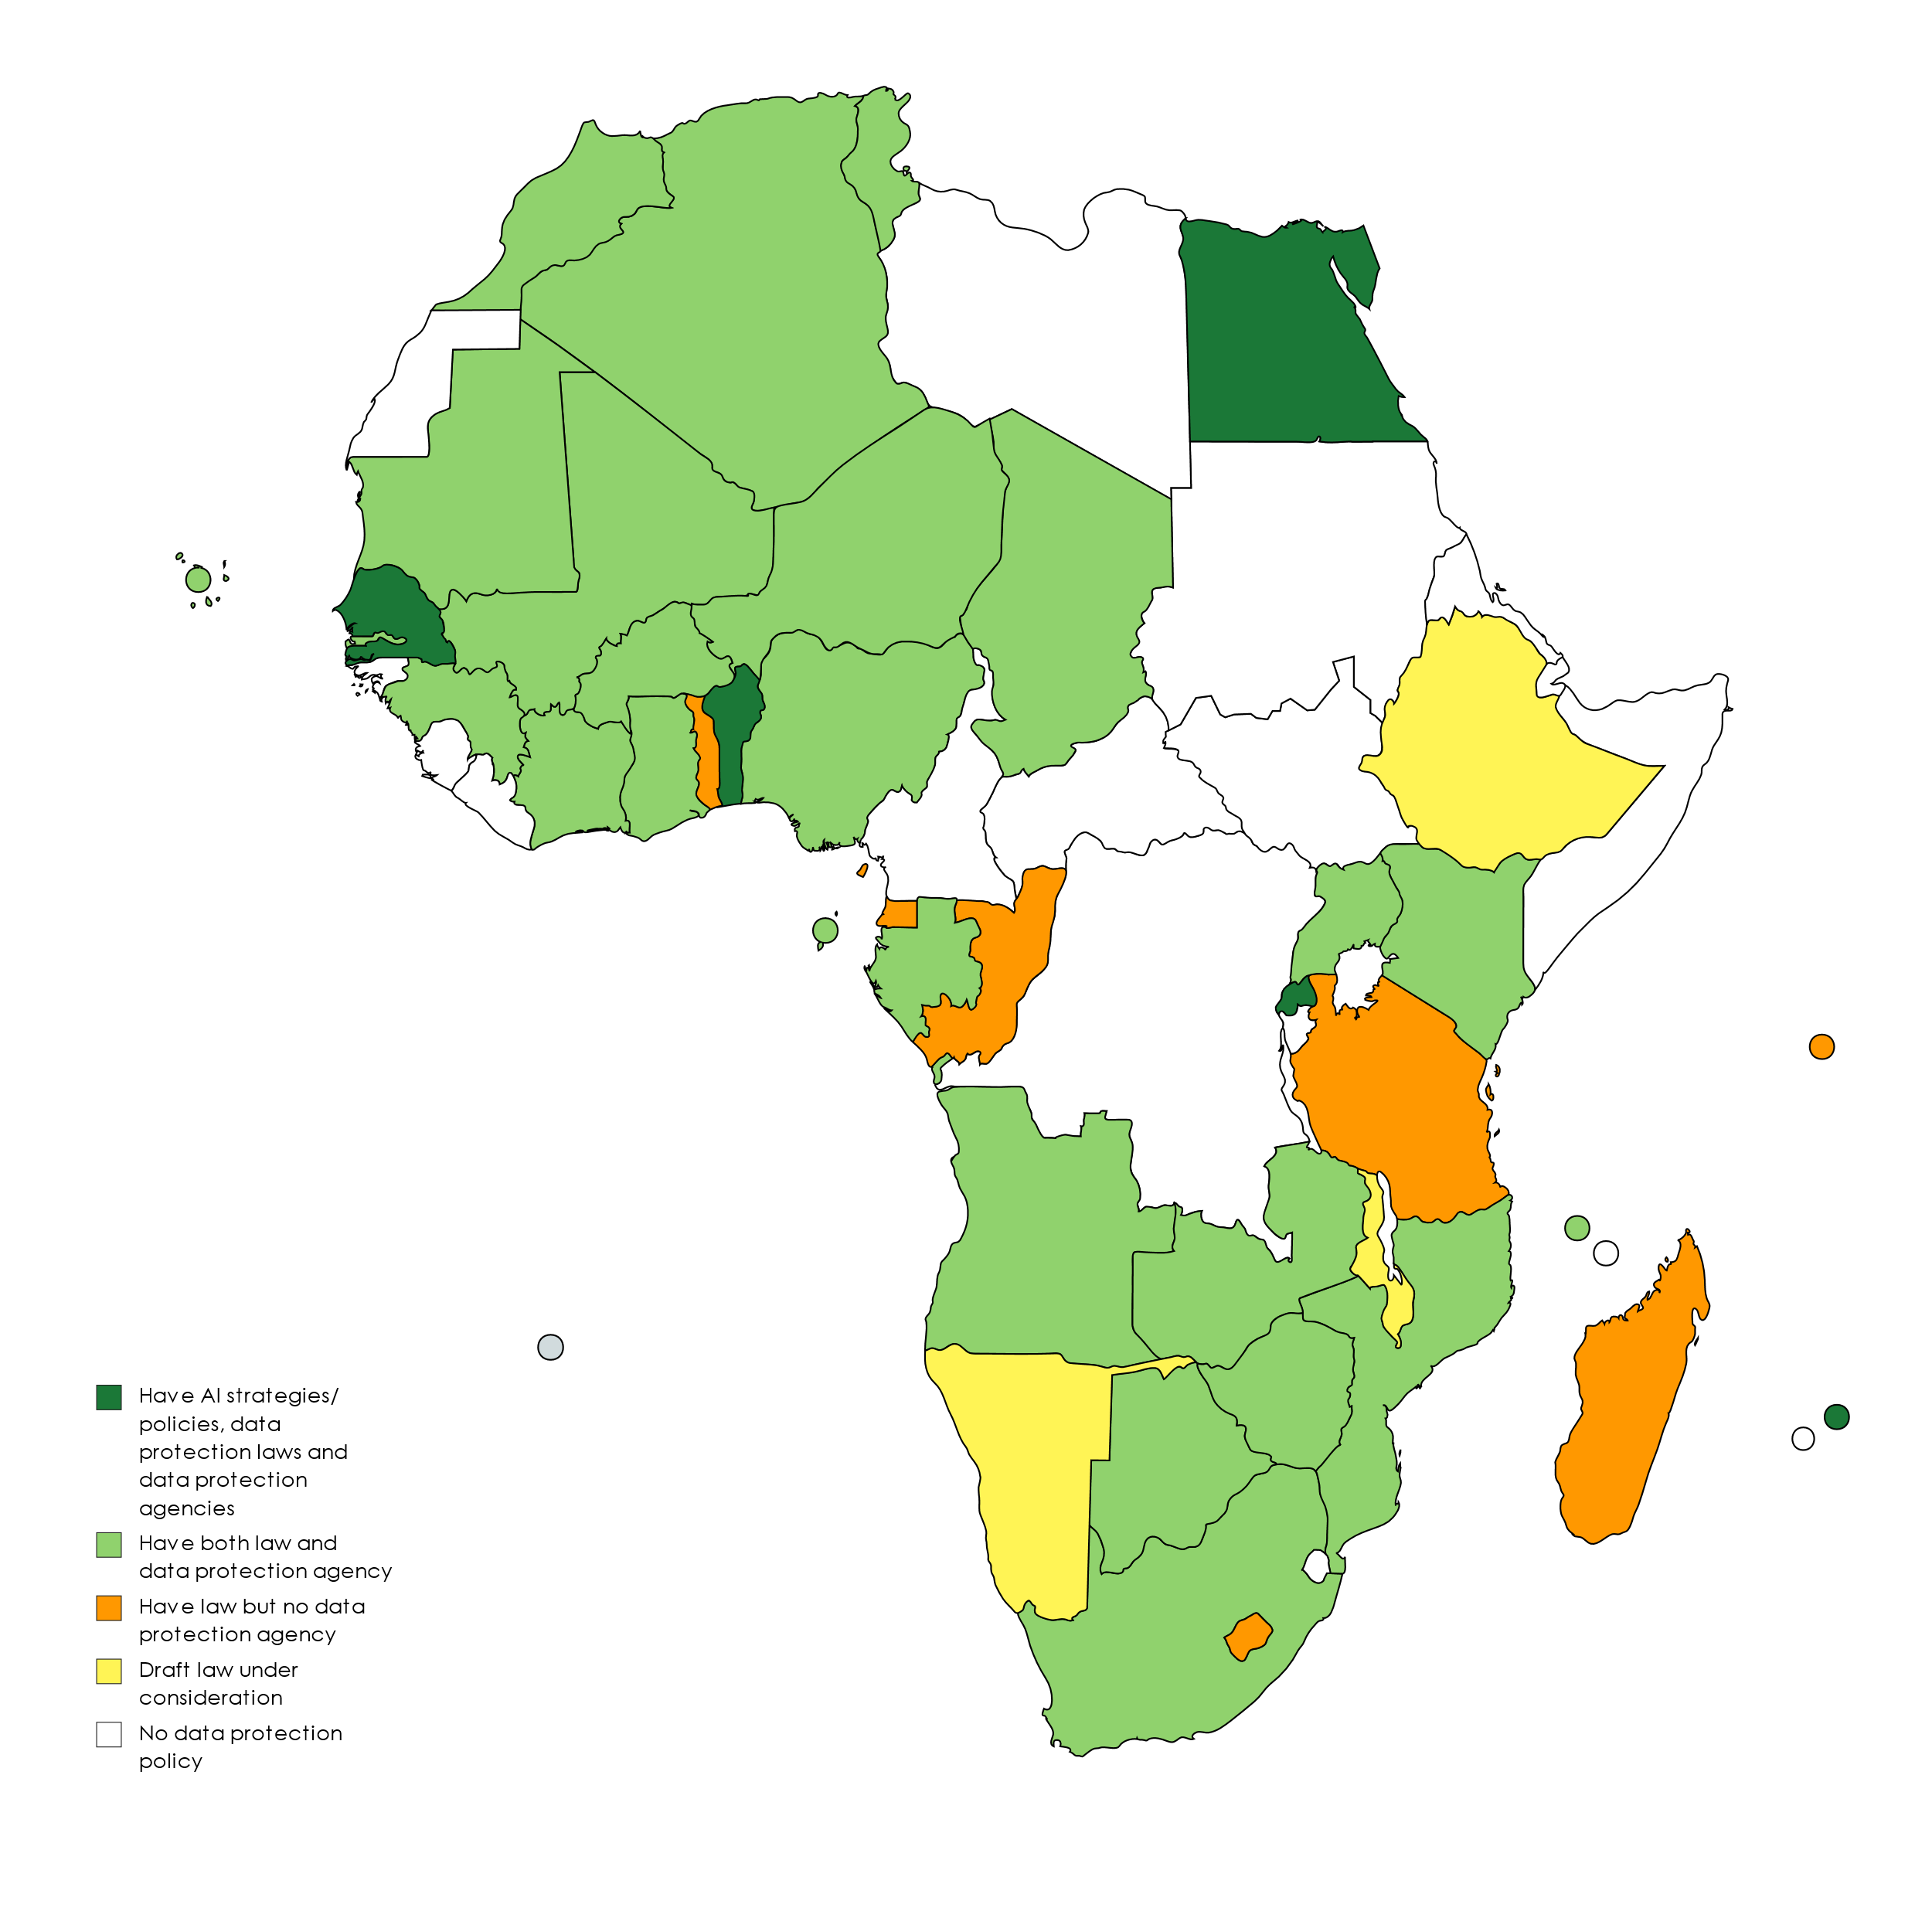 Have AI strategies/
policies, data
protection laws and
data protection
agencies
Have both law and
data protection agency
Have law but no data
protection agency
Draft law under
consideration
No data protection
policy